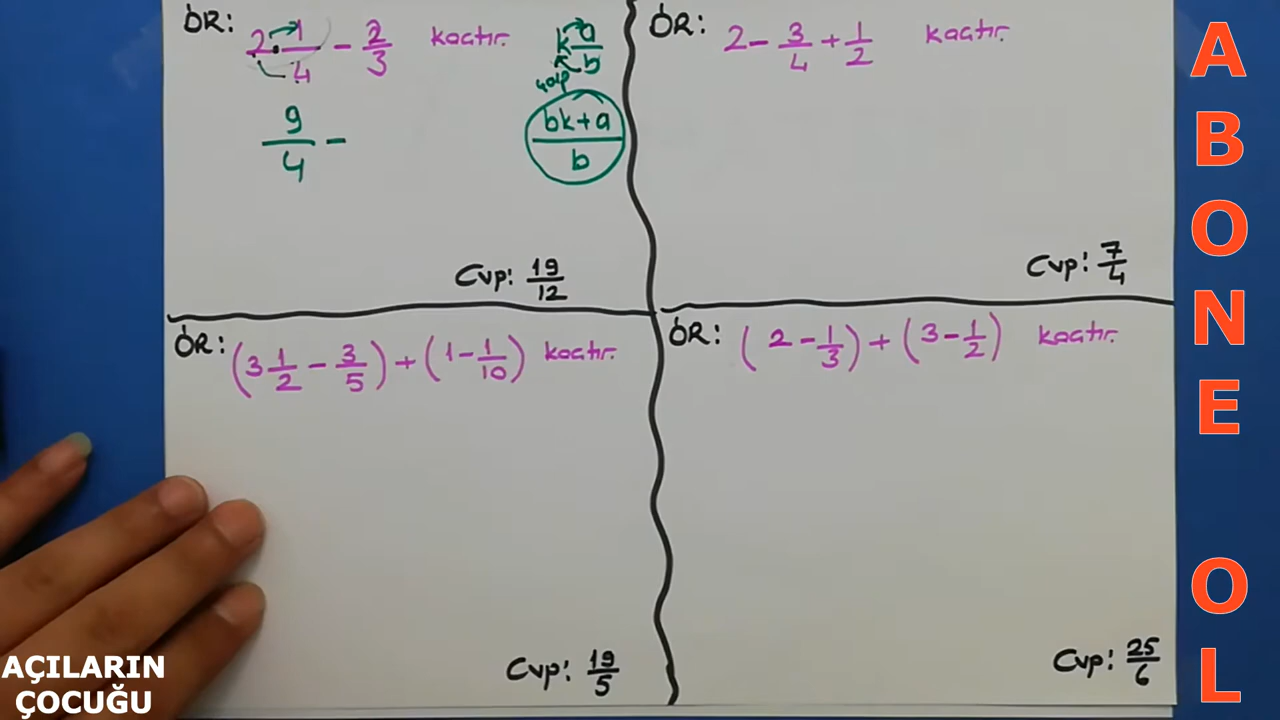 ÖR: 2 1/4 - 2/3 kaçtır.
k a/b
9/4 -
bk+a/b
Cvp: 19/12
ÖR: 2 - 3/4 + 1/2 kaçtır.
Cvp: 7/4
ÖR: (3 1/2 - 3/5) + (1 - 1/10) kaçtır.
Cvp: 19/5
ÖR: (2 - 1/3) + (3 - 1/2) kaçtır.
Cvp: 25/6
ABONE OL
AÇILARIN
ÇOCUĞU